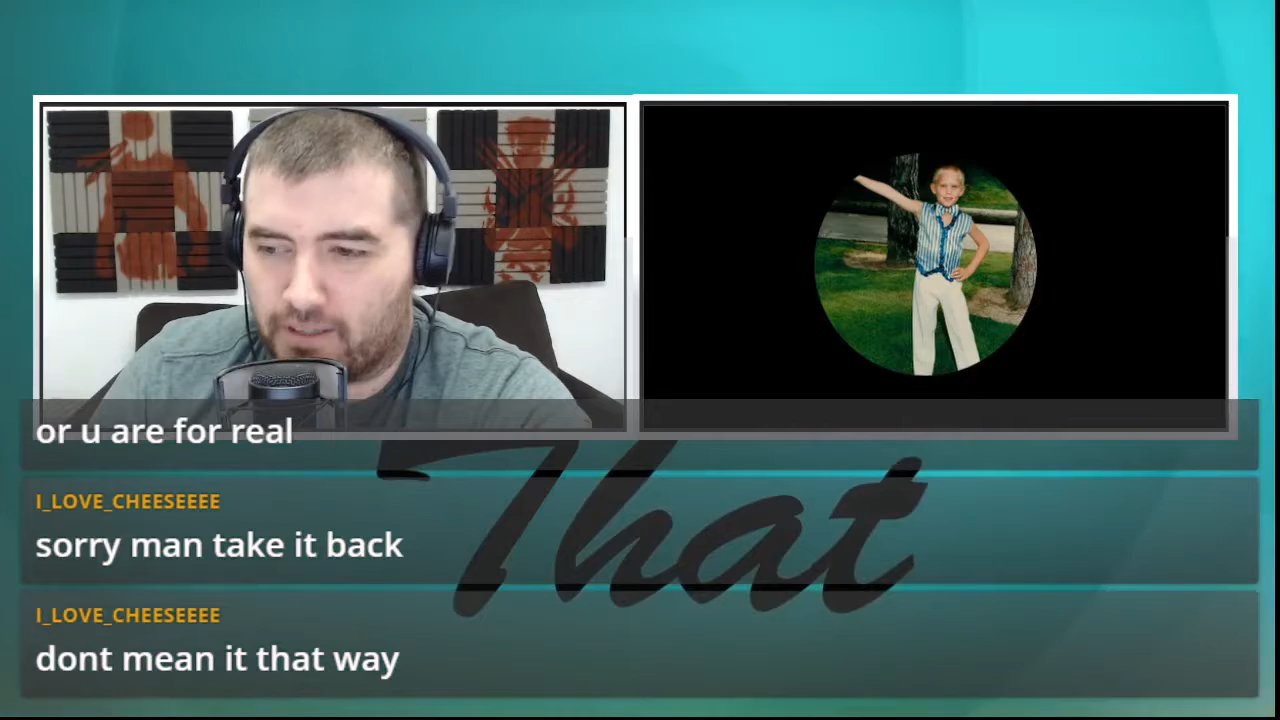 or u are for real
I_LOVE_CHEESEEEE
sorry man take it back
That
I_LOVE_CHEESEEEE
dont mean it that way